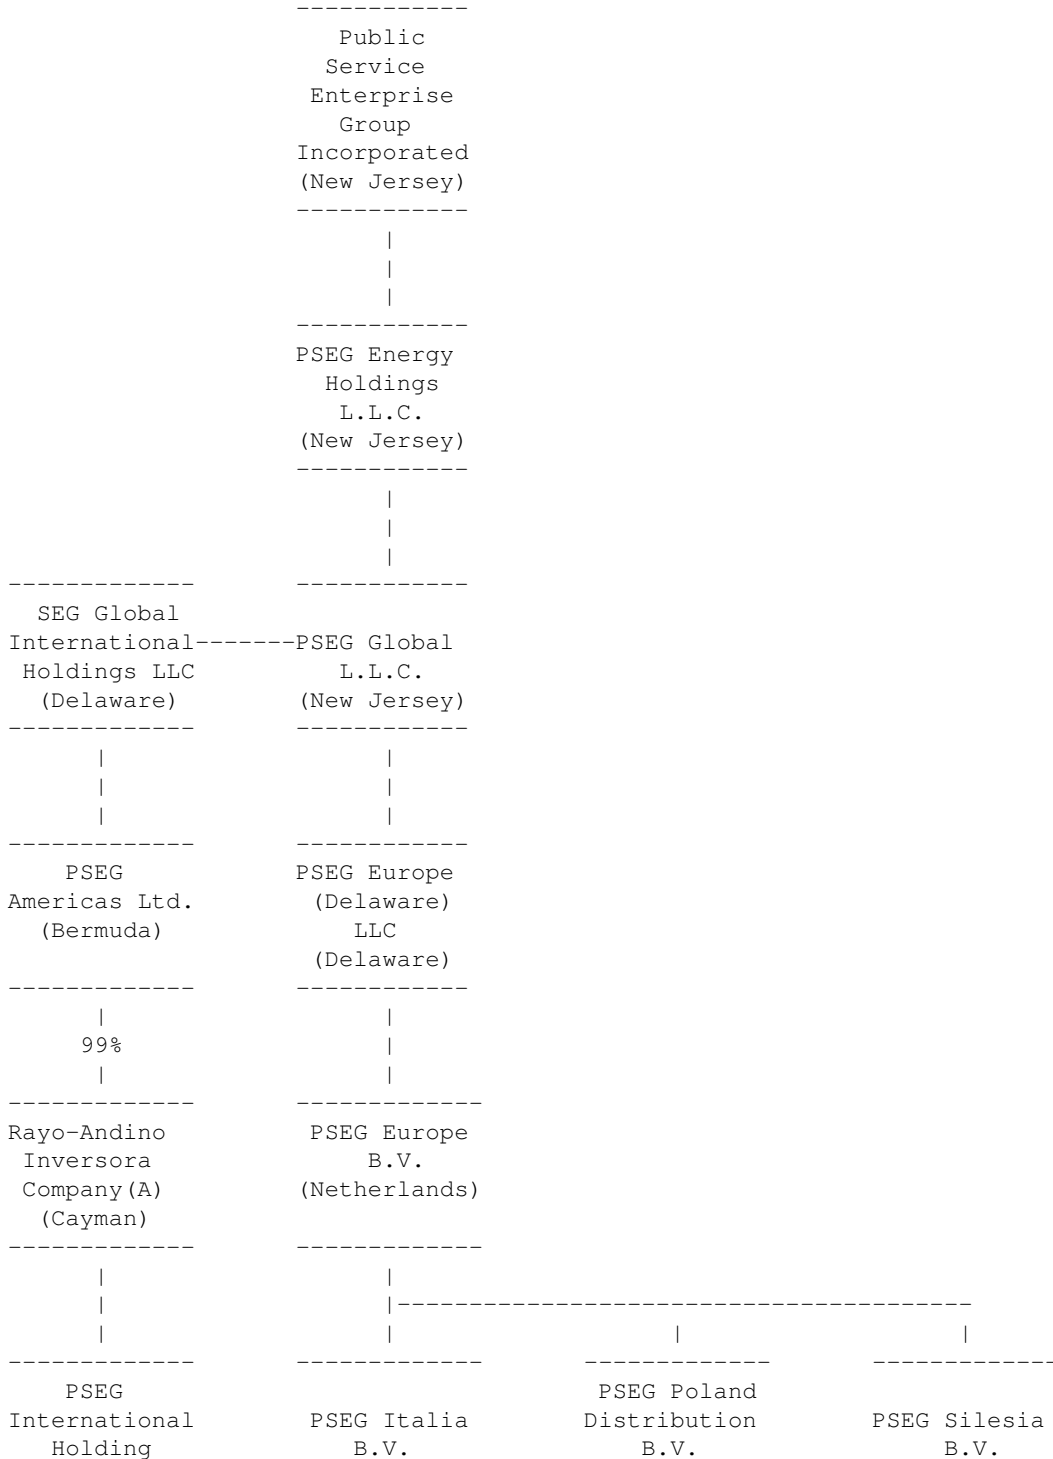 ------------
Public
Service
Enterprise
Group
Incorporated
(New Jersey)
------------
|
|
|
------------
PSEG Energy
Holdings
L.L.C.
(New Jersey)
------------
|
|
|
------------- ------------
SEG Global
International-------PSEG Global
Holdings LLC L.L.C.
(Delaware) (New Jersey)
------------- ------------
| |
| |
| |
------------- ------------
PSEG PSEG Europe
Americas Ltd. (Delaware)
(Bermuda) LLC
(Delaware)
------------- ------------
| |
99% |
| |
------------- -------------
Rayo-Andino PSEG Europe
Inversora B.V.
Company(A) (Netherlands)
(Cayman)
------------- -------------
| |
| |----------------------------------------
| | | |
------------- ------------- ------------- -------------
PSEG PSEG Poland
International PSEG Italia Distribution PSEG Silesia
Holding B.V. B.V. B.V.